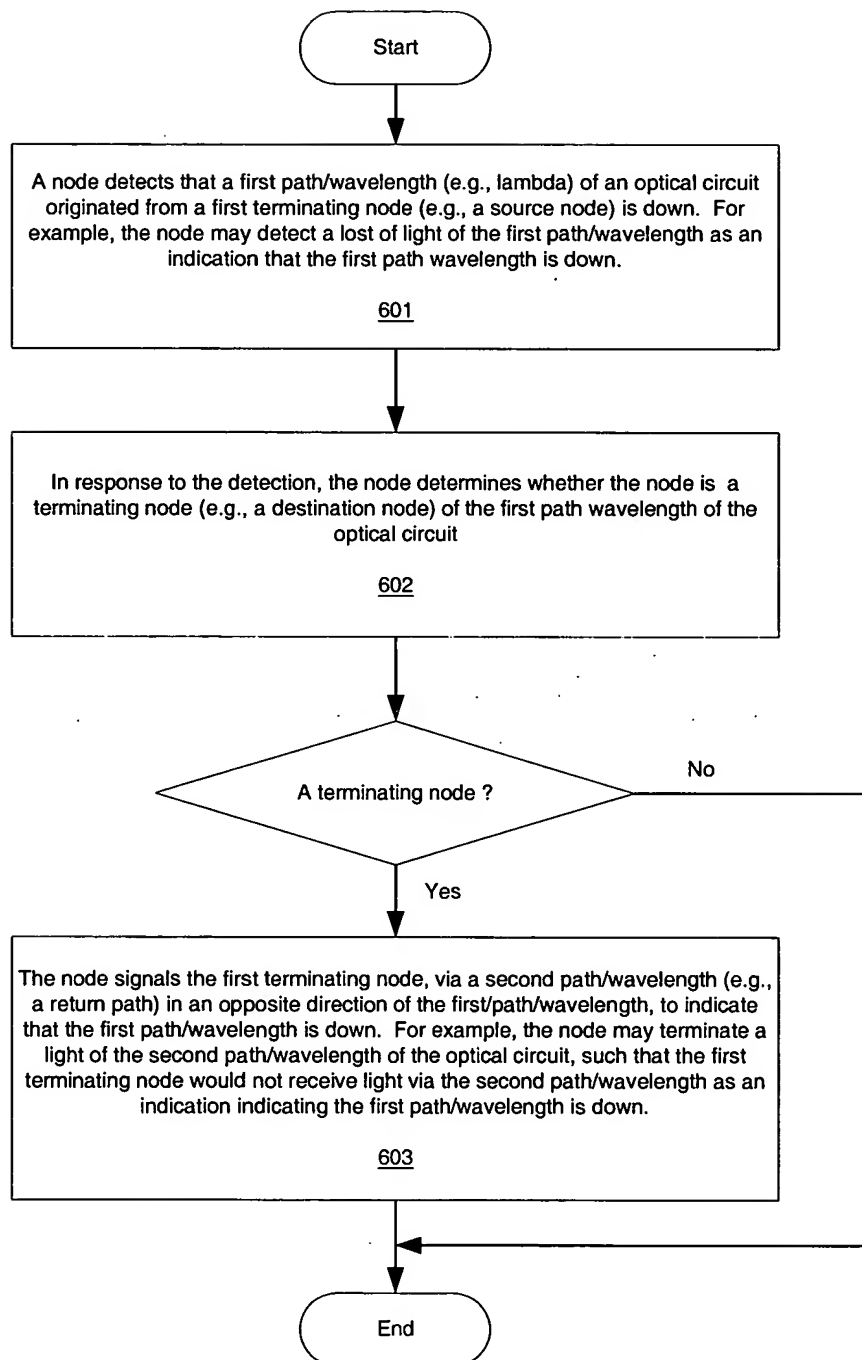 Start
A node detects that a first path/wavelength (e.g., lambda) of an optical circuit
originated from a first terminating node (e.g., a source node) is down.  For
example, the node may detect a lost of light of the first path/wavelength as an
indication that the first path wavelength is down.
601
In response to the detection, the node determines whether the node is  a
terminating node (e.g., a destination node) of the first path wavelength of the
optical circuit
602
A terminating node ?
No
Yes
The node signals the first terminating node, via a second path/wavelength (e.g.,
a return path) in an opposite direction of the first/path/wavelength, to indicate
that the first path/wavelength is down.  For example, the node may terminate a
light of the second path/wavelength of the optical circuit, such that the first
terminating node would not receive light via the second path/wavelength as an
indication indicating the first path/wavelength is down.
603
End